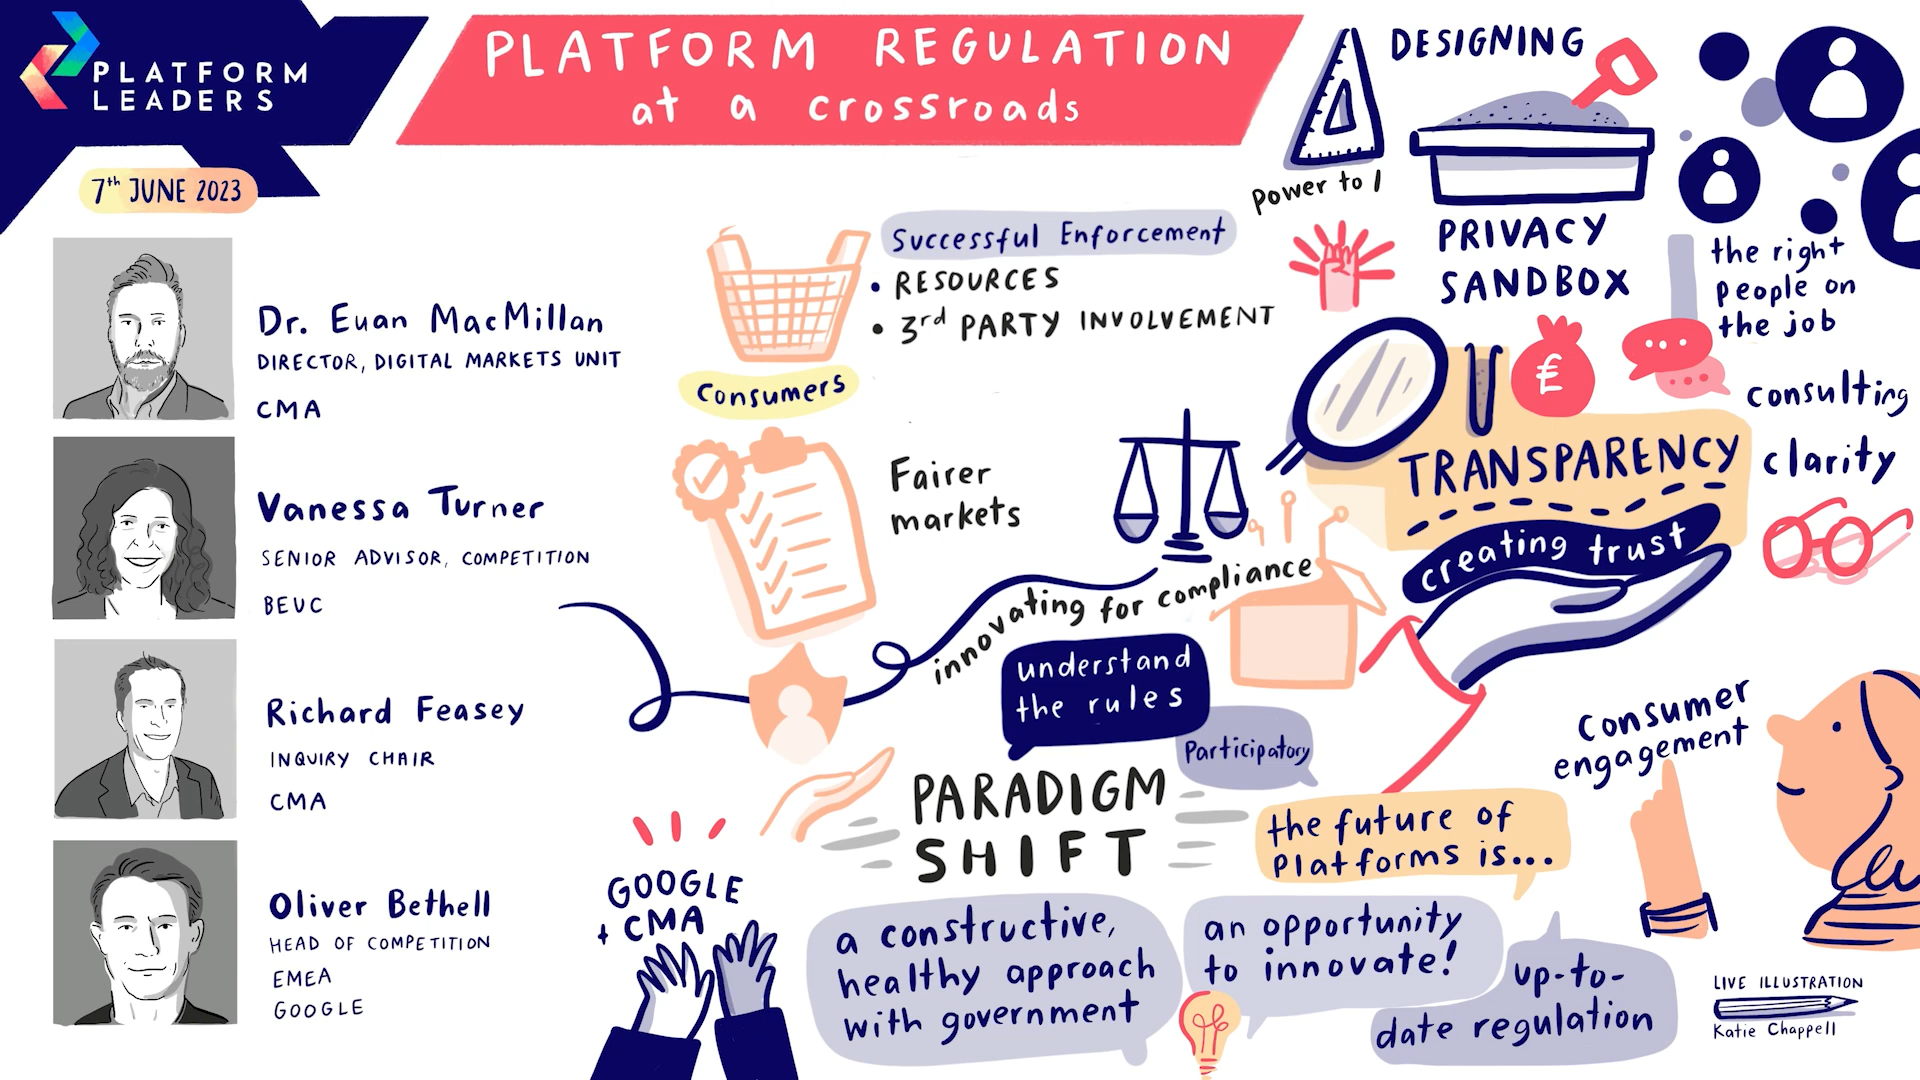 PLATFORM
LEADERS
7th JUNE 2023
PLATFORM REGULATION
at a crossroads
Dr. Euan MacMillan
DIRECTOR, DIGITAL MARKETS UNIT
CMA
Vanessa Turner
SENIOR ADVISOR, COMPETITION
BEUC
Richard Feasey
INQUIRY CHAIR
CMA
Oliver Bethell
HEAD OF COMPETITION
EMEA
GOOGLE
Consumers
Successful Enforcement
• RESOURCES
• 3rd PARTY INVOLVEMENT
Fairer
markets
innovating for compliance
understand
the rules
Participatory
PARADIGM
SHIFT
GOOGLE
+ CMA
DESIGNING
power to I
PRIVACY
SANDBOX
the right
people on
the job
£
consulting
TRANSPARENCY
clarity
creating trust
Consumer
engagement
the future of
Platforms is...
a constructive,
healthy approach
with government
an opportunity
to innovate!
up-to-
date regulation
LIVE ILLUSTRATION
Katie Chappell